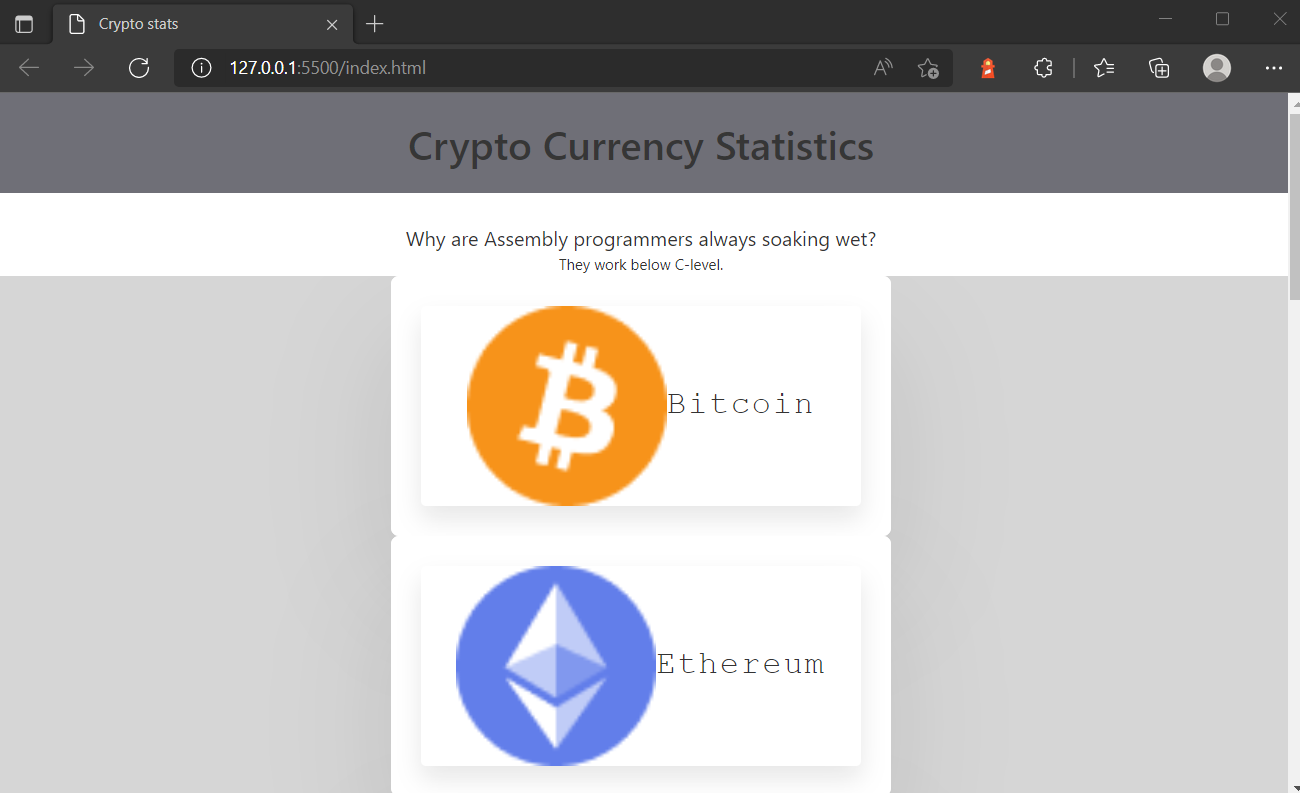 Crypto stats
127.0.0.1:5500/index.html
Crypto Currency Statistics
Why are Assembly programmers always soaking wet?
They work below C-level.
Bitcoin
Ethereum